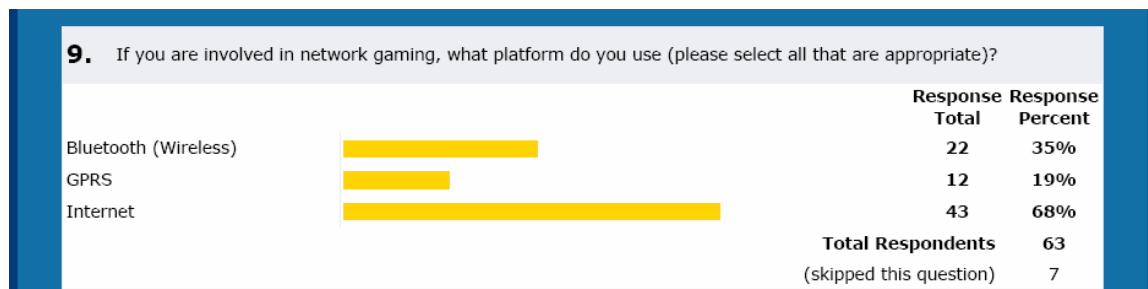 9. If you are involved in network gaming, what platform do you use (please select all that are appropriate)?
Response Response
Total Percent
Bluetooth (Wireless) 22 35%
GPRS 12 19%
Internet 43 68%
Total Respondents 63
(skipped this question) 7